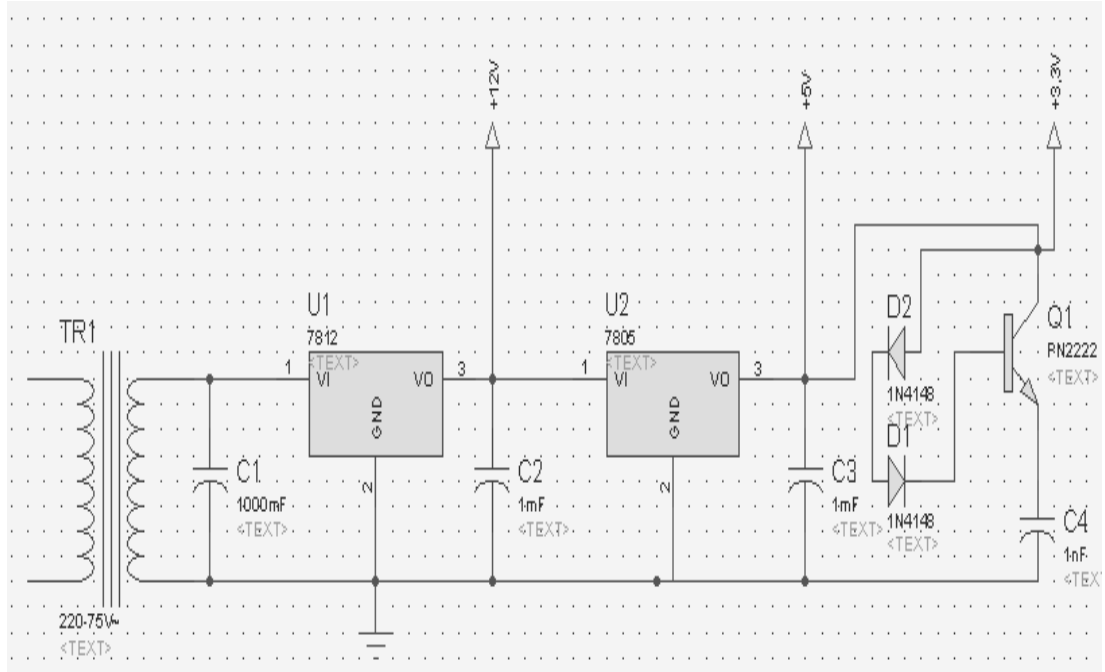 +12V
+5V
+3.3V
TR1
220-75V~
<TEXT>
U1
7812
<TEXT>
1
VI
VO
3
GND
2
C1
1000mF
<TEXT>
C2
1mF
<TEXT>
U2
7805
<TEXT>
1
VI
VO
3
GND
2
C3
1mF
<TEXT>
D2
1N4148
<TEXT>
D1
1N4148
<TEXT>
Q1
<TEXT>
C4
1nF
<TEXT